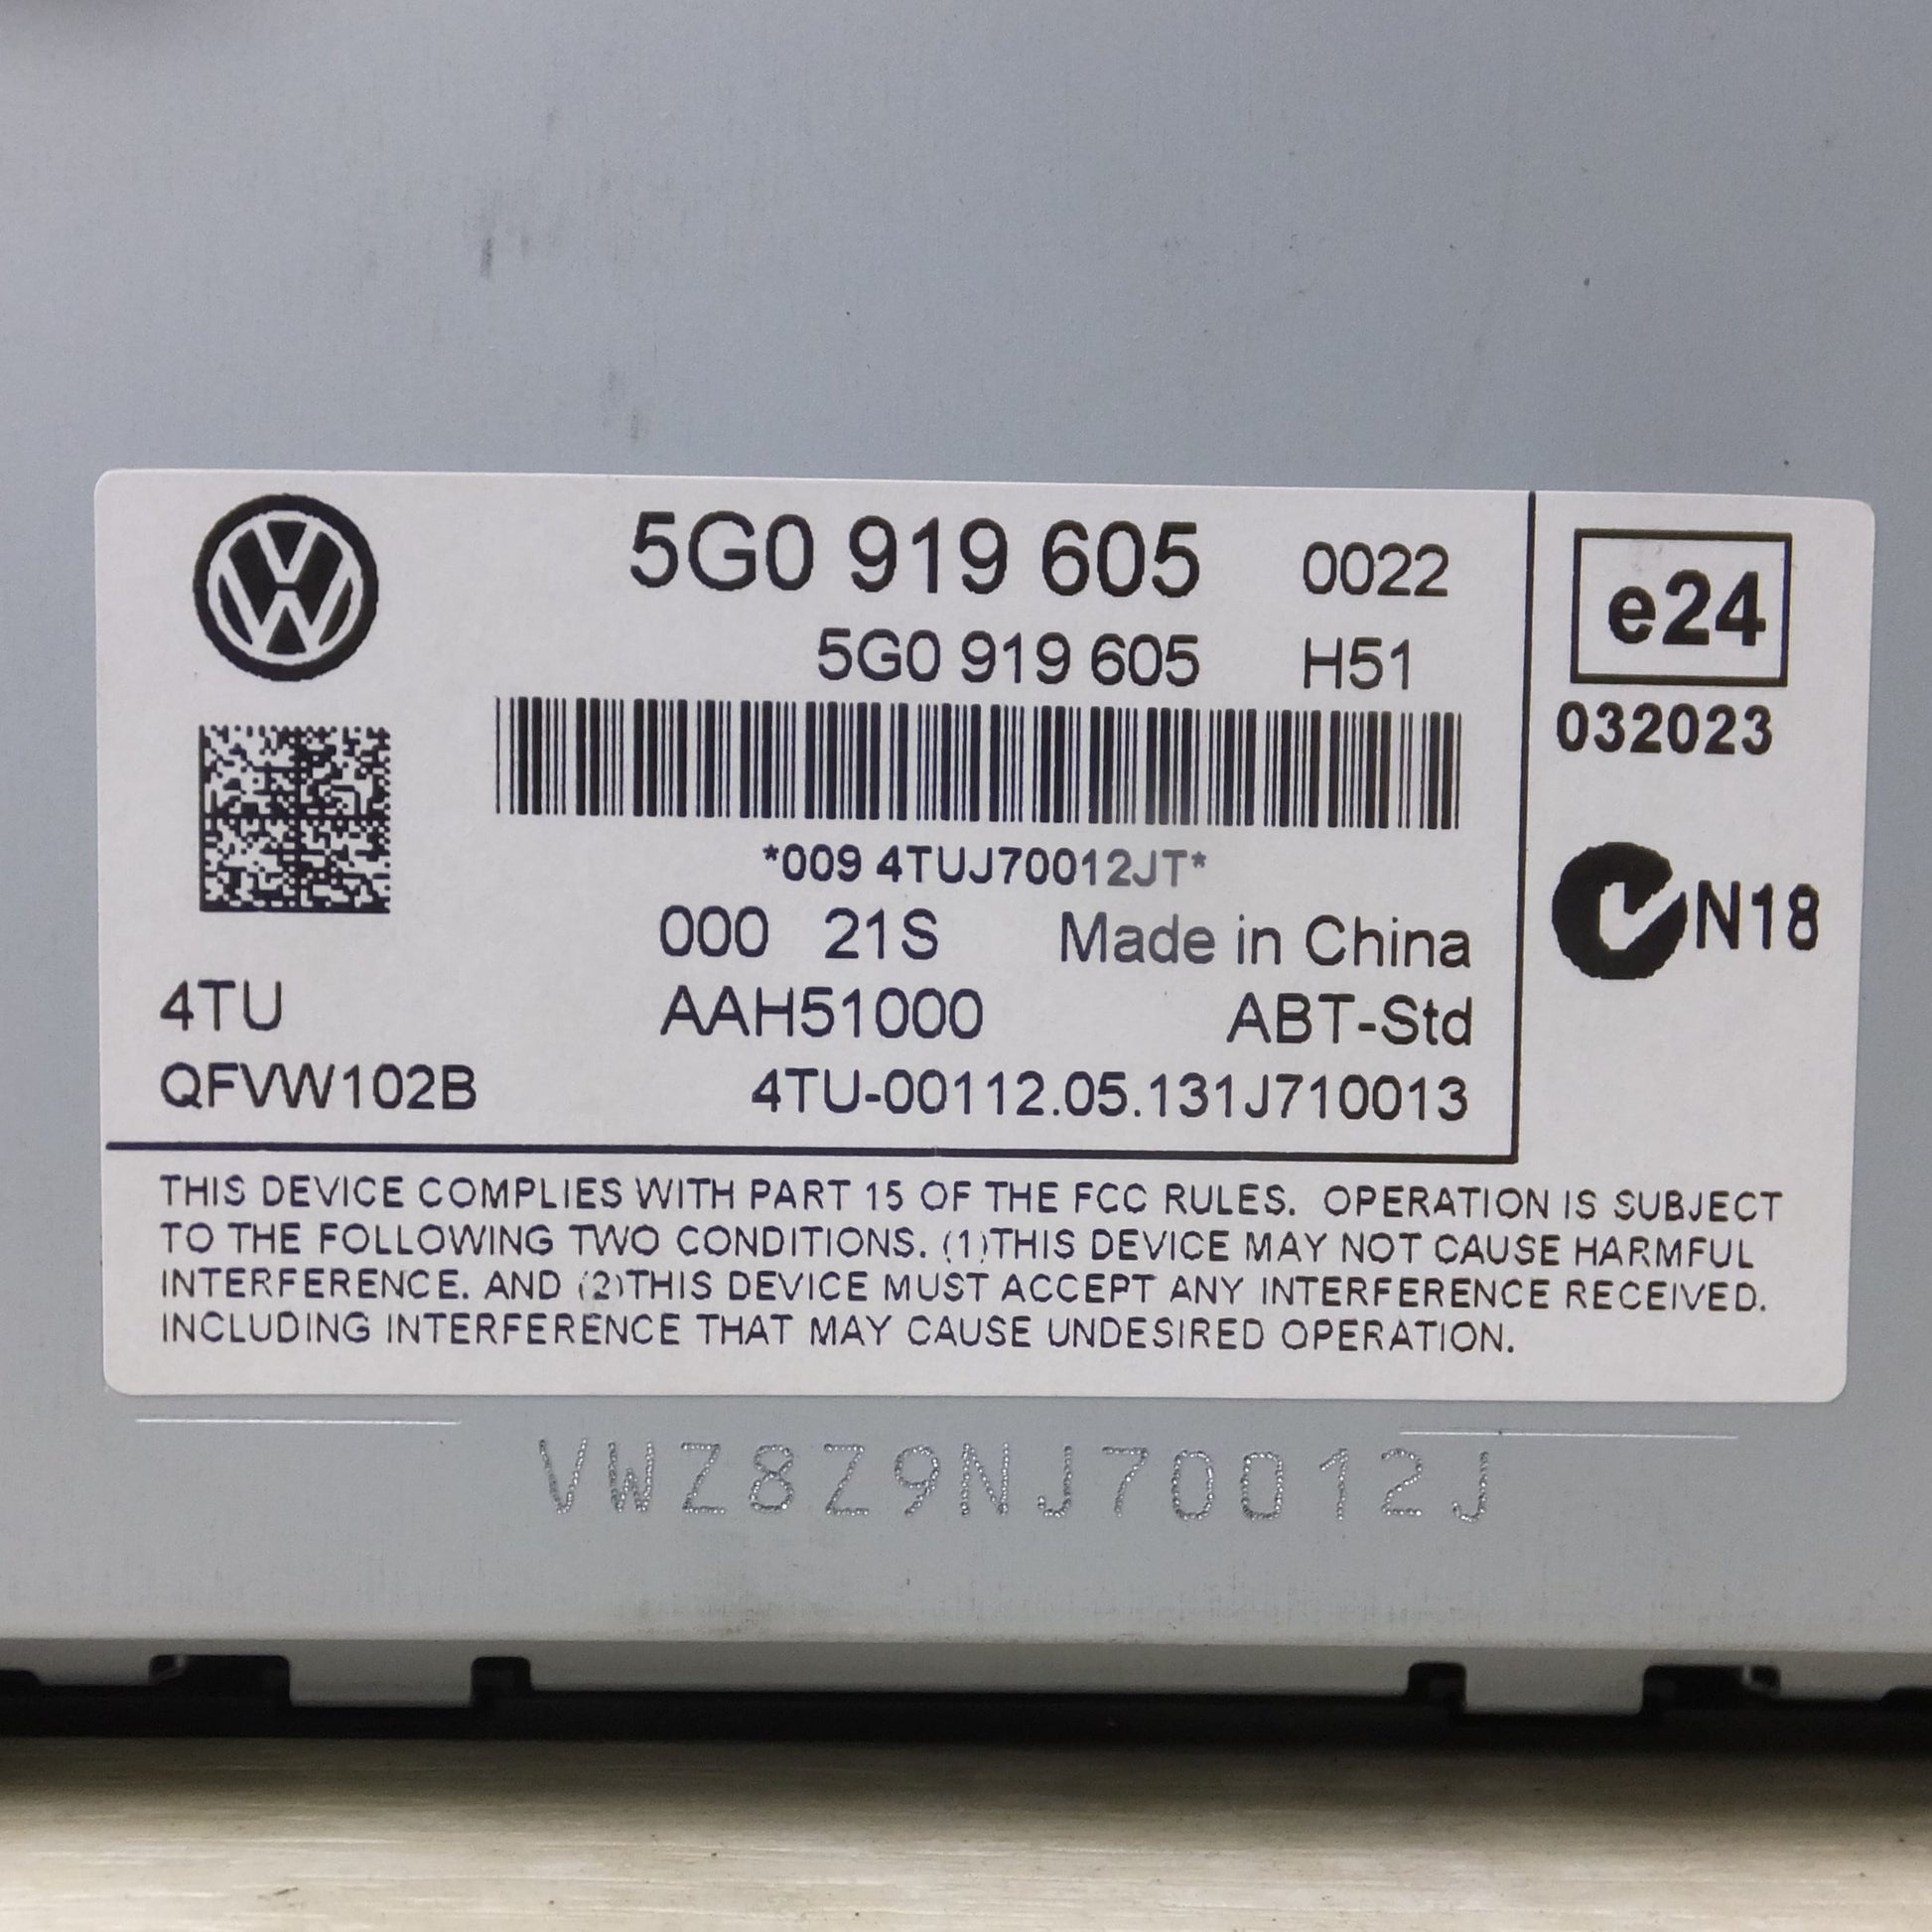 5G0 919 605 0022
5G0 919 605 H51
*009 4TUJ70012JT*
000 21S Made in China
4TU AAH51000 ABT-Std
QFVW102B 4TU-00112.05.131J710013
e24
032023
N18
THIS DEVICE COMPLIES WITH PART 15 OF THE FCC RULES. OPERATION IS SUBJECT
TO THE FOLLOWING TWO CONDITIONS. (1)THIS DEVICE MAY NOT CAUSE HARMFUL
INTERFERENCE. AND (2)THIS DEVICE MUST ACCEPT ANY INTERFERENCE RECEIVED.
INCLUDING INTERFERENCE THAT MAY CAUSE UNDESIRED OPERATION.
VWZ8Z9NJ70012J